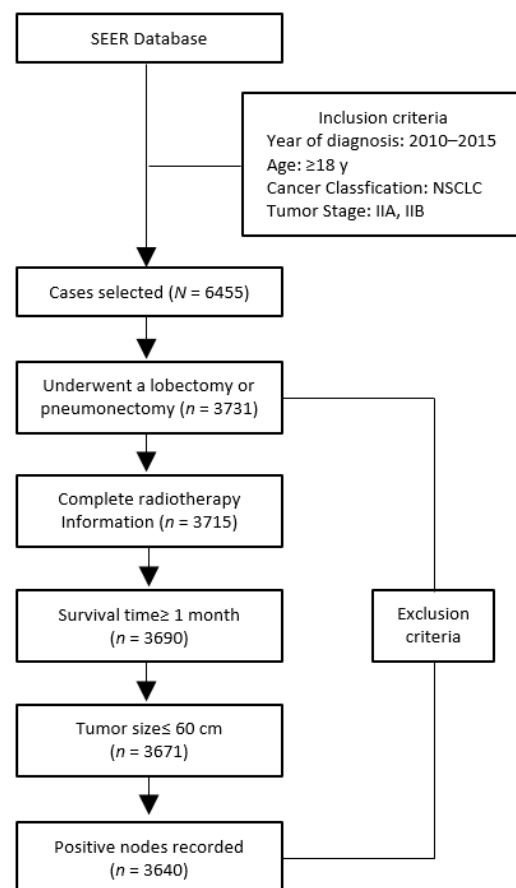 SEER Database
Inclusion criteria
Year of diagnosis: 2010–2015
Age: ≥18 y
Cancer Classfication: NSCLC
Tumor Stage: IIA, IIB
Cases selected (N = 6455)
Underwent a lobectomy or
pneumonectomy (n = 3731)
Complete radiotherapy
Information (n = 3715)
Survival time≥ 1 month
(n = 3690)
Exclusion
criteria
Tumor size≤ 60 cm
(n = 3671)
Positive nodes recorded
(n = 3640)